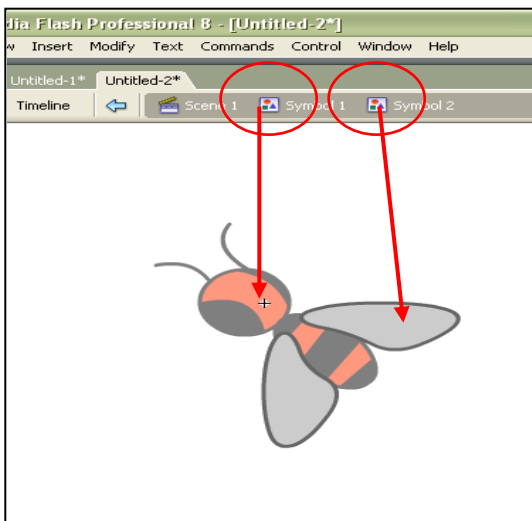 dia Flash Professional 8 - [Untitled-2*]
w Insert Modify Text Commands Control Window Help
Untitled-1* Untitled-2*
Timeline Scene 1 Symbol 1 Symbol 2